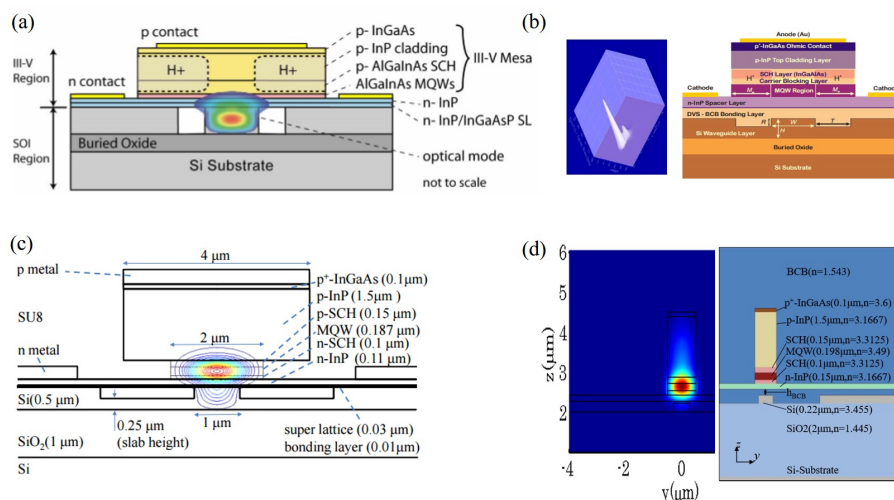 (a)
p contact
III-V
Region
n contact
SOI
Region
H+
H+
Buried Oxide
Si Substrate
p- InGaAs
p- InP cladding
p- AlGaInAs SCH
AlGaInAs MQWs
III-V Mesa
n- InP
n- InP/InGaAsP SL
optical mode
not to scale
(b)
Anode (Au)
p⁺-InGaAs Ohmic Contact
p-InP Top Cladding Layer
SCH Layer (InGaAlAs)
H⁺
H⁺
Carrier Blocking Layer
Cathode
Cathode
MQW Region
n-InP Spacer Layer
DVS - BCB Bonding Layer
R
W
T
H
Si Waveguide Layer
Buried Oxide
Si Substrate
(c)
4 μm
p metal
SU8
n metal
p⁺-InGaAs (0.1μm)
p-InP (1.5μm )
p-SCH (0.15 μm)
MQW (0.187 μm)
n-SCH (0.1 μm)
n-InP (0.11 μm)
2 μm
Si(0.5 μm)
0.25 μm
(slab height)
1 μm
super lattice (0.03 μm)
bonding layer (0.01μm)
SiO₂(1 μm)
Si
(d)
6
5
4
3
2
z(μm)
-4
-2
0
2
4
y(μm)
BCB(n=1.543)
p⁺-InGaAs(0.1μm,n=3.6)
p-InP(1.5μm,n=3.1667)
SCH(0.15μm,n=3.3125)
MQW(0.198μm,n=3.49)
SCH(0.1μm,n=3.3125)
n-InP(0.15μm,n=3.1667)
h_BCB
Si(0.22μm,n=3.455)
SiO2(2μm,n=1.445)
z
y
Si-Substrate